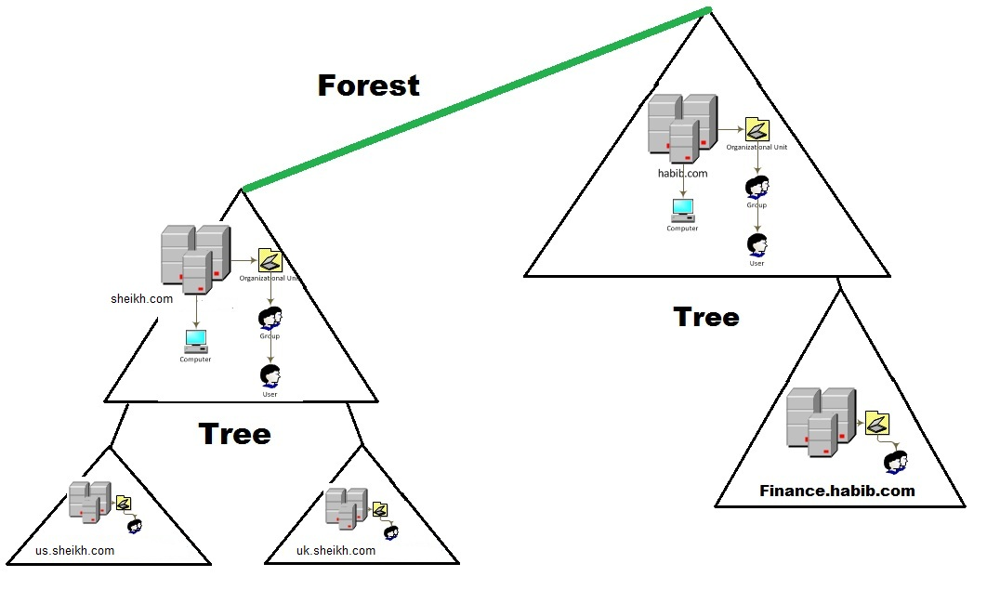 Forest
Organizational Unit
habib.com
Group
Computer
User
sheikh.com
Organizational Uni
Group
Computer
User
Tree
Tree
Finance.habib.com
us.sheikh.com
uk.sheikh.com